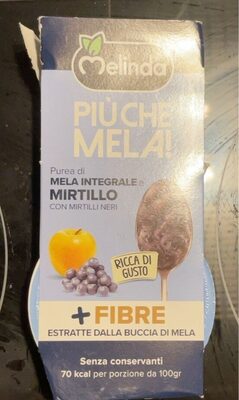 Melinda
PIÙ CHE
MELA!
Purea di
MELA INTEGRALE e
MIRTILLO
CON MIRTILLI NERI
RICCA DI
GUSTO
+ FIBRE
ESTRATTE DALLA BUCCIA DI MELA
Senza conservanti
70 kcal per porzione da 100gr